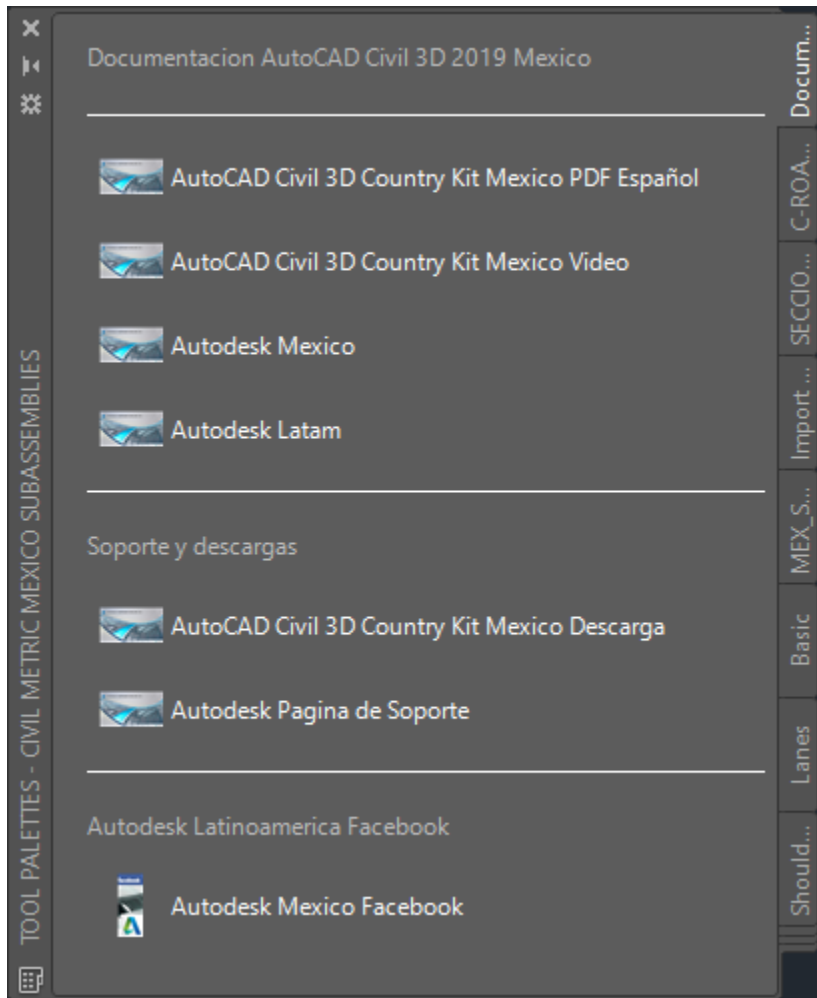 Documentacion AutoCAD Civil 3D 2019 Mexico
AutoCAD Civil 3D Country Kit Mexico PDF Español
AutoCAD Civil 3D Country Kit Mexico Video
Autodesk Mexico
Autodesk Latam
Soporte y descargas
AutoCAD Civil 3D Country Kit Mexico Descarga
Autodesk Pagina de Soporte
Autodesk Latinoamerica Facebook
Autodesk Mexico Facebook
TOOL PALETTES - CIVIL METRIC MEXICO SUBASSEMBLIES
Docum...
C-ROA...
SECCIO...
Import ...
MEX_S...
Basic
Lanes
Should...